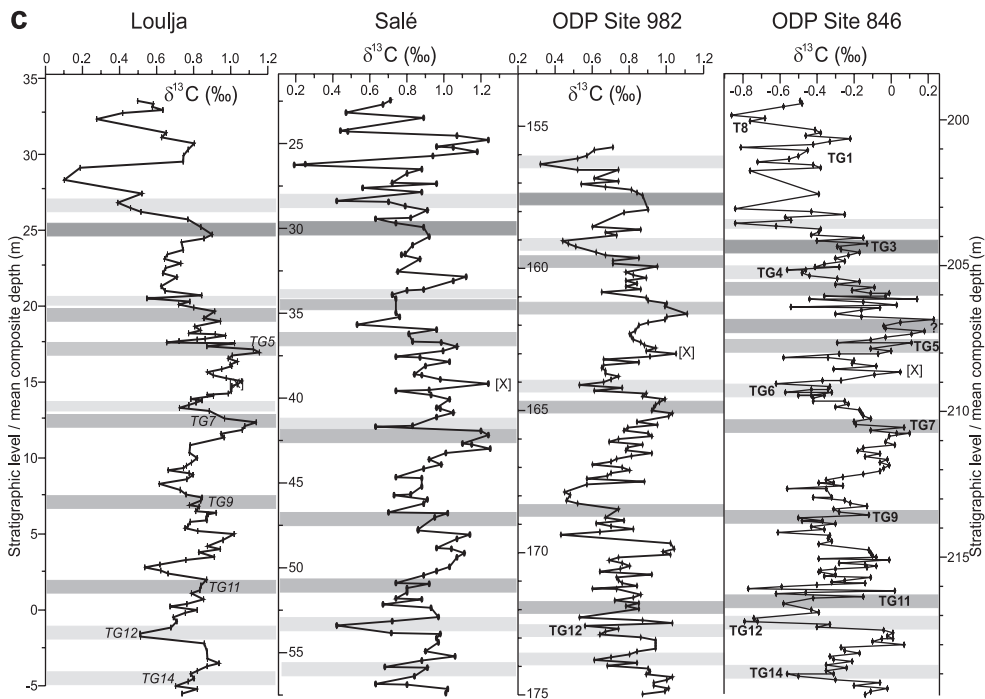 c
Loulja Salé ODP Site 982 ODP Site 846
δ13C (‰) δ13C (‰)
0 0.2 0.4 0.6 0.8 1.0 1.2 0.2 0.4 0.6 0.8 1.0 1.2 0.2 0.4 0.6 0.8 1.0 1.2 -0.8 -0.6 -0.4 -0.2 0 0.2
δ13C (‰) δ13C (‰)
Stratigraphic level / mean composite depth (m)
35
30
25
20
15
10
5
0
-5
TG5
]
TG7
TG9
TG11
TG12
TG14
25
30
35
40
45
50
55
[X]
155
160
165
170
175
[X]
TG12
T8
TG1
TG3
TG4
?
TG5
[X]
TG6
TG7
TG9
TG11
TG12
TG14
200
205
210
215
Stratigraphic level / mean composite depth (m)